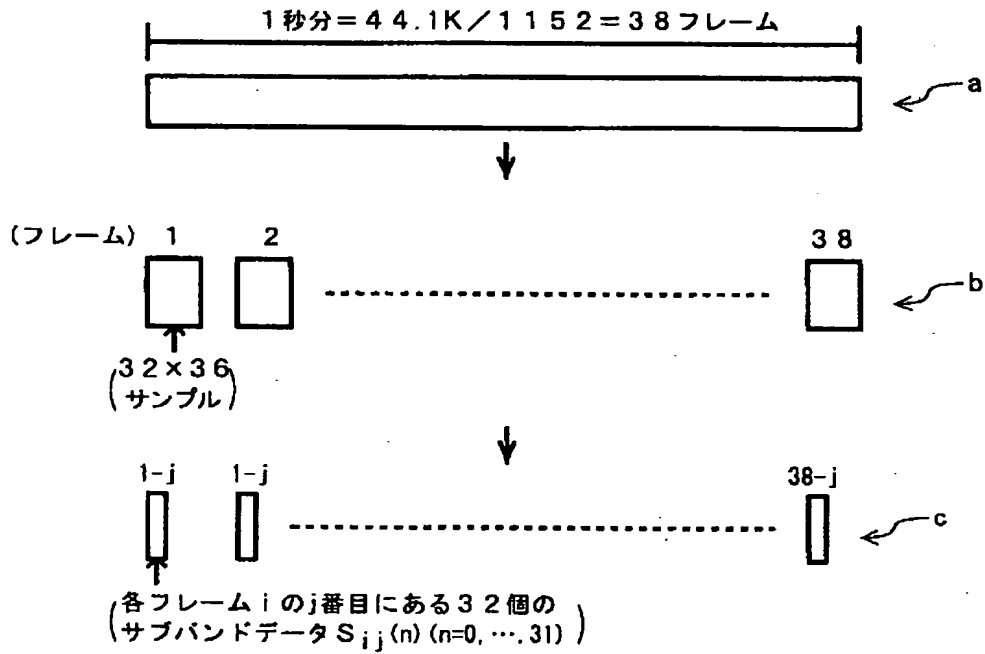 1秒分=44.1K/1152=38フレーム
a
(フレーム) 1 2 38
b
(32×36
サンプル)
1-j 1-j 38-j
c
(各フレームiのj番目にある32個の
サブバンドデータSij(n)(n=0,….31))